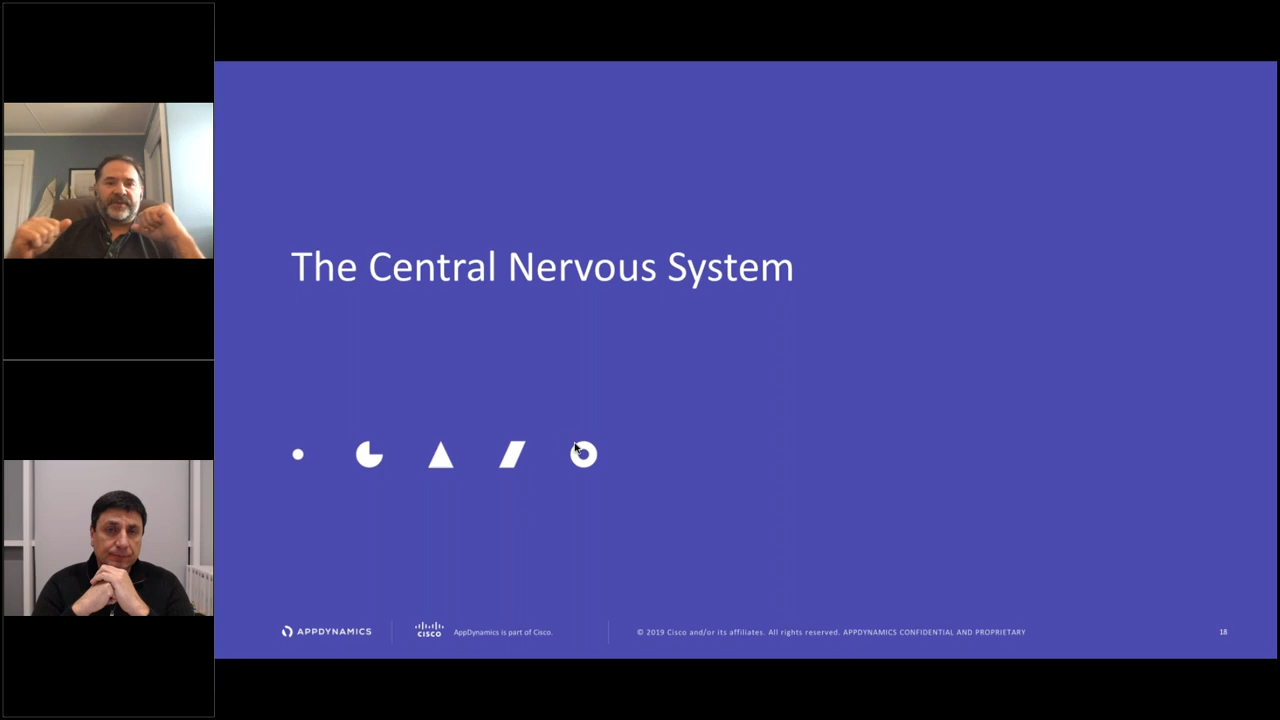 The Central Nervous System
APPDYNAMICS
CISCO
AppDynamics is part of Cisco.
© 2019 Cisco and/or its affiliates. All rights reserved. APPDYNAMICS CONFIDENTIAL AND PROPRIETARY
18